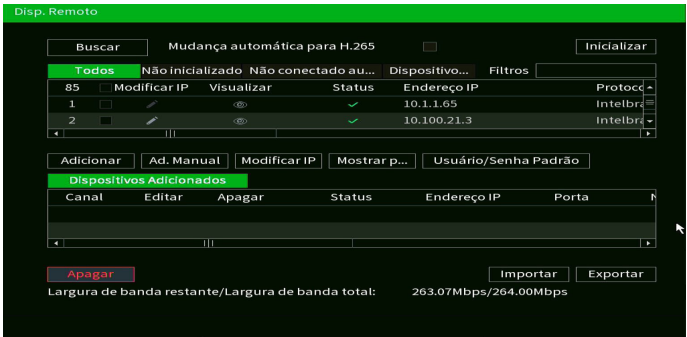 Disp. Remoto
Buscar Mudança automática para H.265 Inicializar
Todos Não inicializado Não conectado au... Dispositivo... Filtros
85 Modificar IP Visualizar Status Endereço IP Protocc
1 10.1.1.65 Intelbra
2 10.100.21.3 Intelbra
Adicionar Ad. Manual Modificar IP Mostrar p... Usuário/Senha Padrão
Dispositivos Adicionados
Canal Editar Apagar Status Endereço IP Porta N
Apagar Importar Exportar
Largura de banda restante/Largura de banda total: 263.07Mbps/264.00Mbps